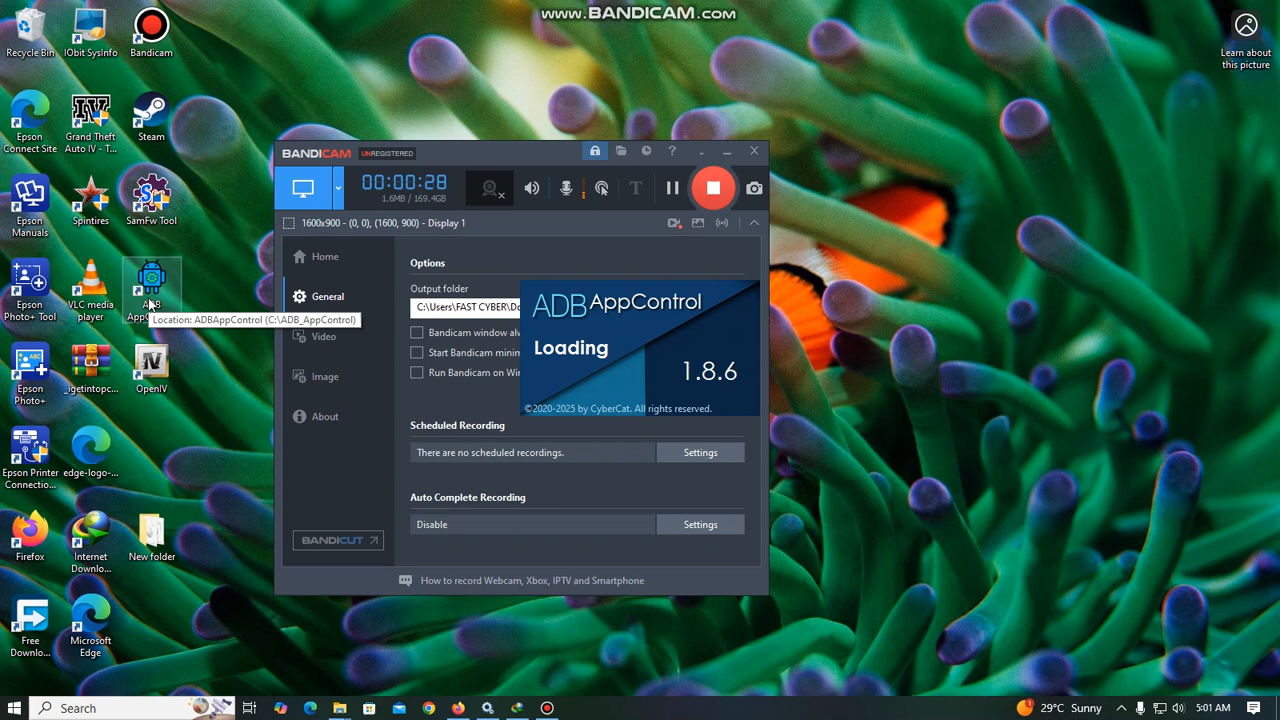 www.BANDICAM.com
Recycle Bin
IObit SysInfo
Bandicam
Learn about
this picture
Epson
Connect Site
Grand Theft
Auto IV - T...
Steam
Epson
Manuals
Spintires
SamFw Tool
Epson
Photo+ Tool
VLC media
player
ADB
Location: ADBAppControl (C:\ADB_AppControl)
Epson
Photo+
_igetintopc...
OpenIV
Epson Printer
Connectio...
edge-logo-...
Firefox
Internet
Downlo...
New folder
Free
Downlo...
Microsoft
Edge
BANDICAM UNREGISTERED
00:00:28
1.6MB / 169.4GB
1600x900 - (0, 0), (1600, 900) - Display 1
Home
General
Video
Image
About
BANDICUT
Options
Output folder
C:\Users\FAST CYBER\Do
Bandicam window alw
Start Bandicam minim
Run Bandicam on Win
ADB AppControl
Loading
1.8.6
©2020-2025 by CyberCat. All rights reserved.
Scheduled Recording
There are no scheduled recordings.
Settings
Auto Complete Recording
Disable
Settings
How to record Webcam, Xbox, IPTV and Smartphone
Search
29°C Sunny
5:01 AM